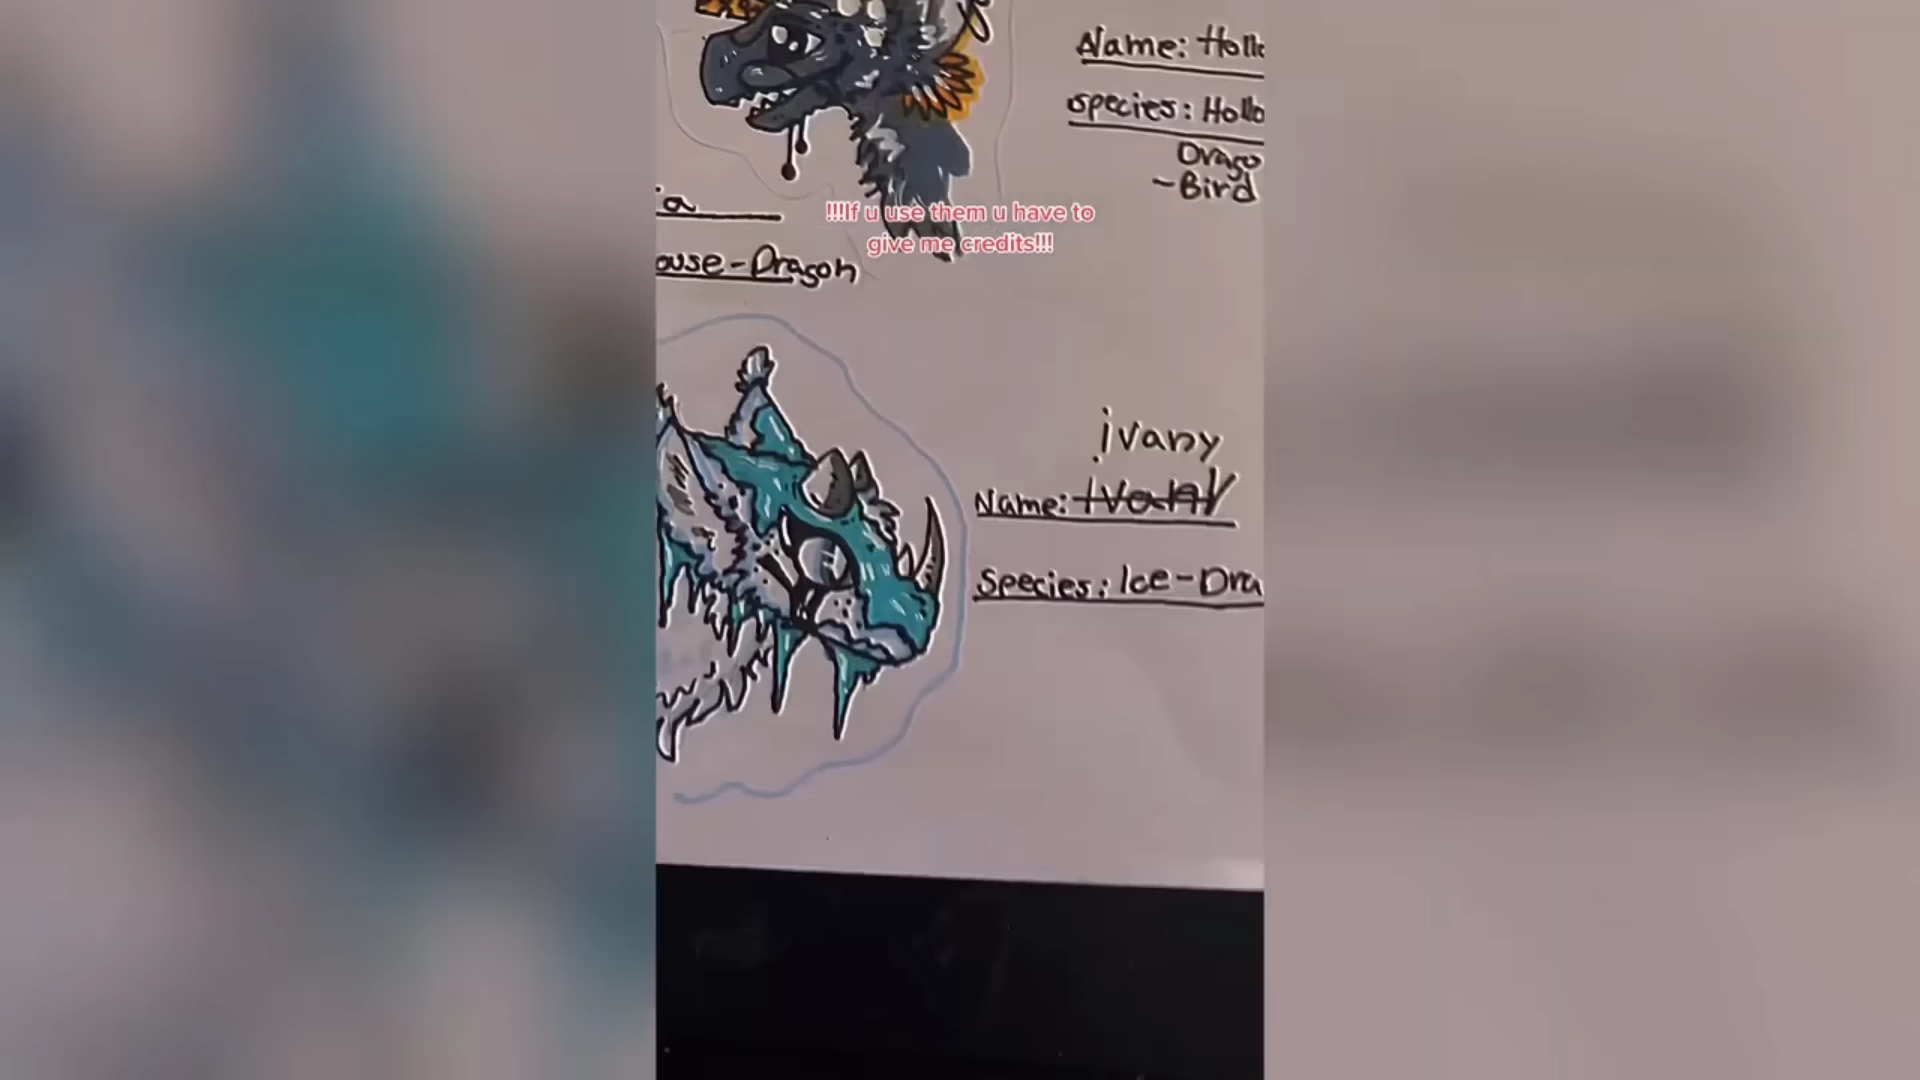 Name: Hollo
Species: Hollo
Drago
-Bird
ia
!!!If u use them u have to
give me credits!!!
ouse-Dragon
ivany
Name:
Species: Ice-Dra